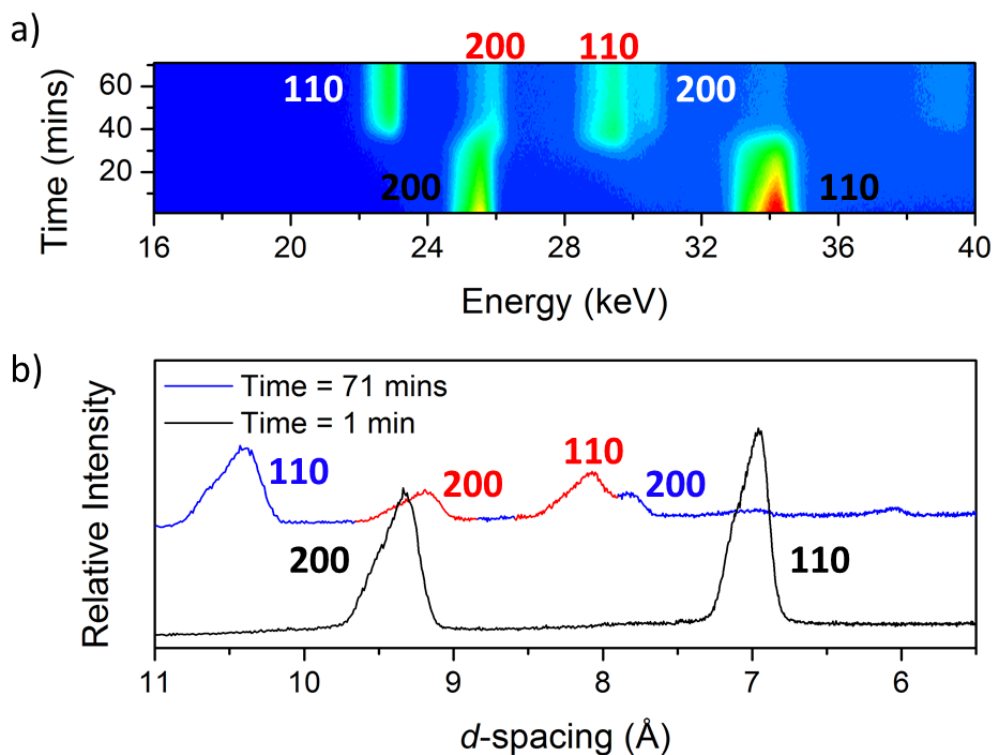 a)
200 110
110 200
200 110
60
40
20
Time (mins)
16 20 24 28 32 36 40
Energy (keV)
b)
Time = 71 mins
Time = 1 min
110 200 110 200
200 110
Relative Intensity
11 10 9 8 7 6
d-spacing (Å)